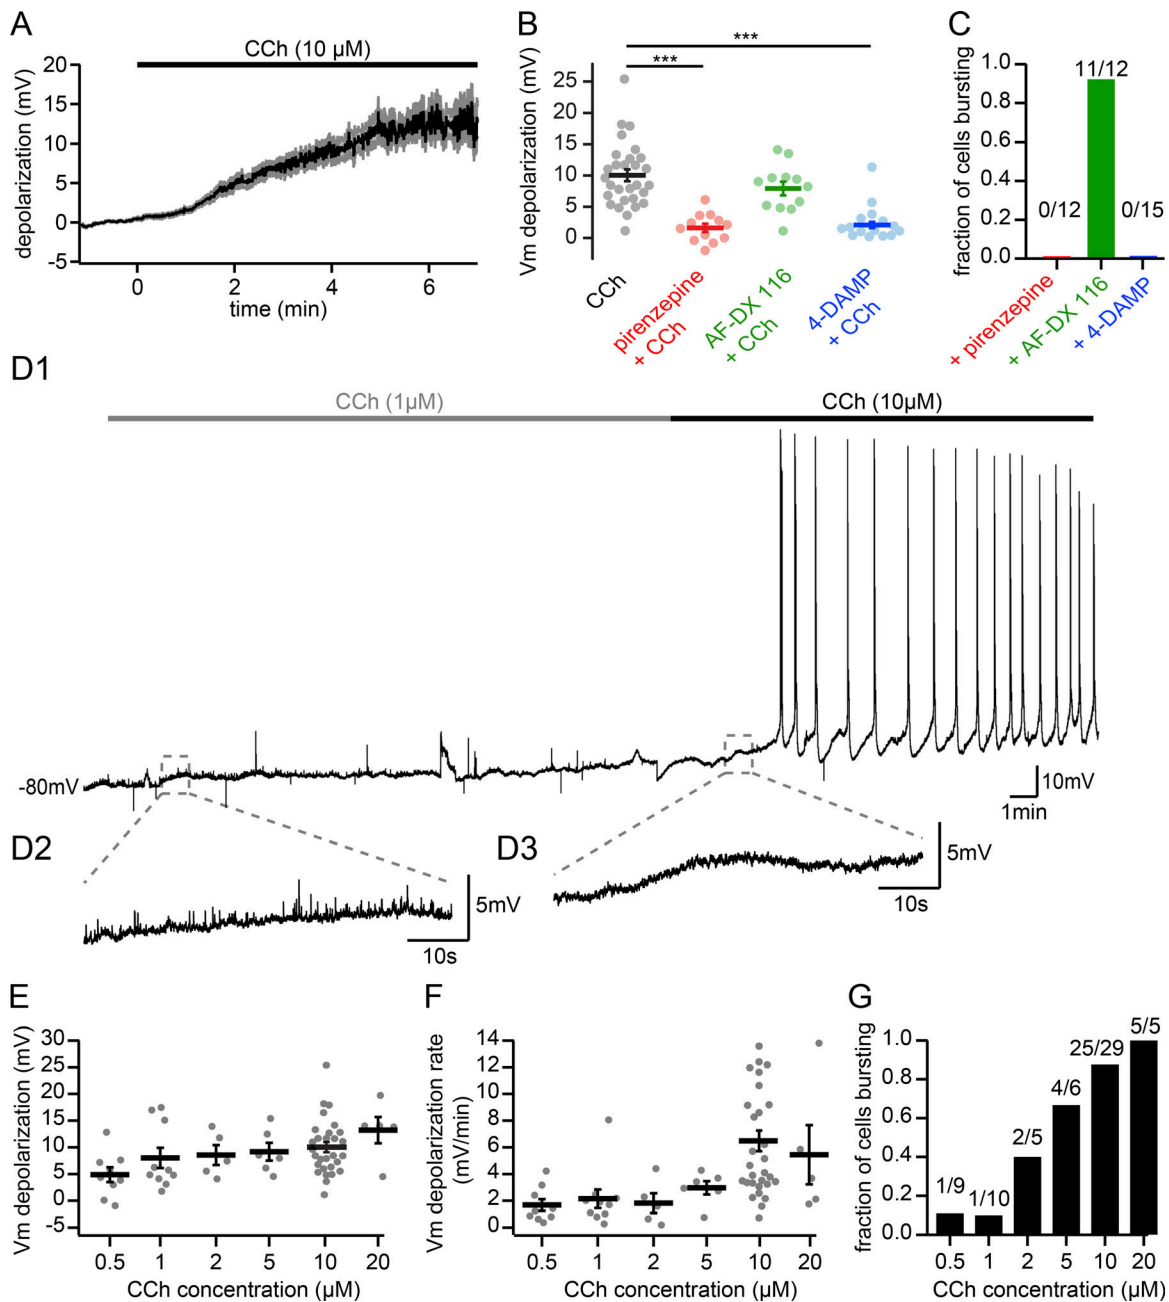 A
CCh (10 µM)
depolarization (mV)
20
15
10
5
0
-5
0 2 4 6
time (min)
B
***
***
Vm depolarization (mV)
25
20
15
10
5
0
CCh
pirenzepine
+ CCh
AF-DX 116
+ CCh
4-DAMP
+ CCh
C
fraction of cells bursting
1.0
0.8
0.6
0.4
0.2
0.0
0/12
11/12
0/15
+ pirenzepine
+ AF-DX 116
+ 4-DAMP
D1
CCh (1µM)
CCh (10µM)
-80mV
10mV
1min
D2
5mV
10s
D3
5mV
10s
E
Vm depolarization (mV)
30
25
20
15
10
5
0
-5
0.5 1 2 5 10 20
CCh concentration (µM)
F
Vm depolarization rate
(mV/min)
14
12
10
8
6
4
2
0
0.5 1 2 5 10 20
CCh concentration (µM)
G
fraction of cells bursting
1.0
0.8
0.6
0.4
0.2
0.0
1/9
1/10
2/5
4/6
25/29
5/5
0.5 1 2 5 10 20
CCh concentration (µM)